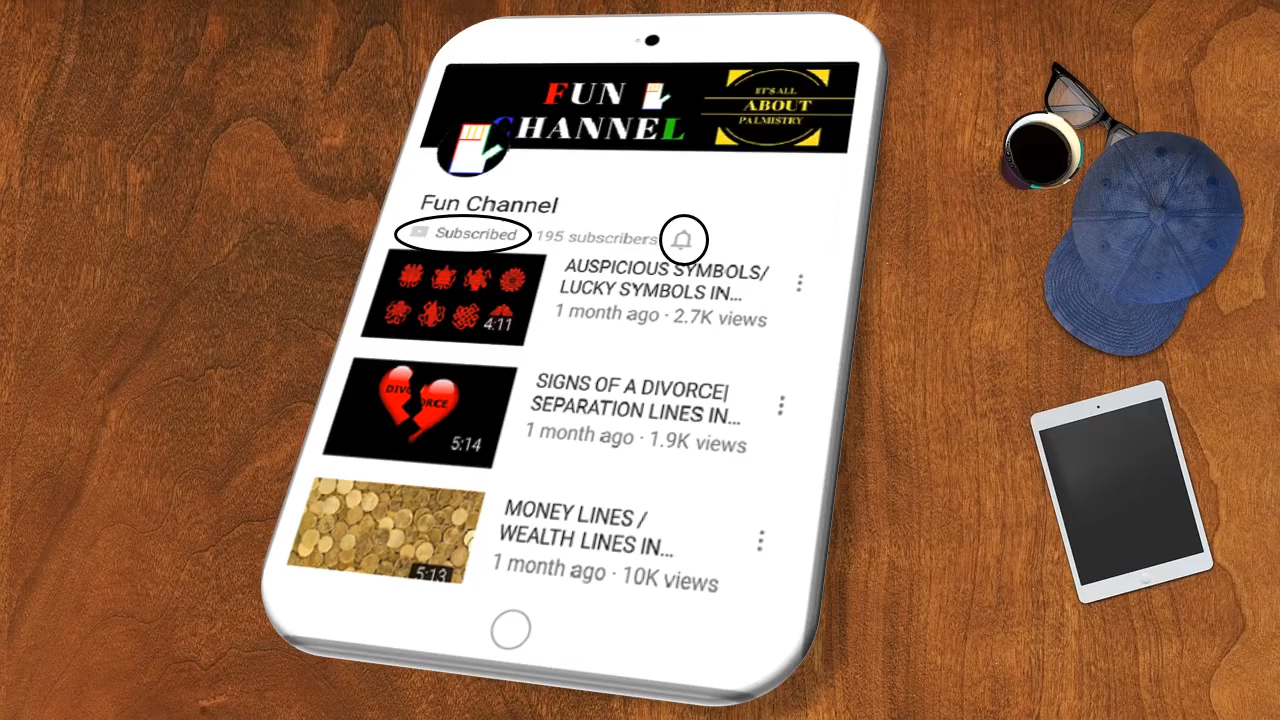 FUN
CHANNEL
IT'S ALL
ABOUT
PALMISTRY
Fun Channel
Subscribed 195 subscribers
AUSPICIOUS SYMBOLS/
LUCKY SYMBOLS IN...
1 month ago · 2.7K views
4:11
DIVORCE
SIGNS OF A DIVORCE|
SEPARATION LINES IN...
1 month ago · 1.9K views
5:14
MONEY LINES /
WEALTH LINES IN...
1 month ago · 10K views
5:13